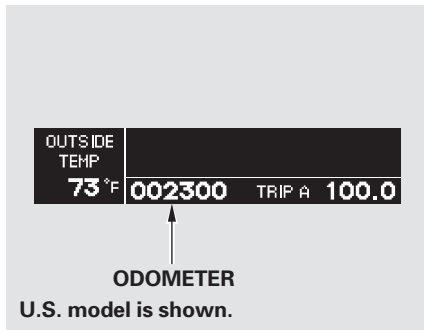 OUTSIDE
TEMP
73°F 002300 TRIP A 100.0
ODOMETER
U.S. model is shown.